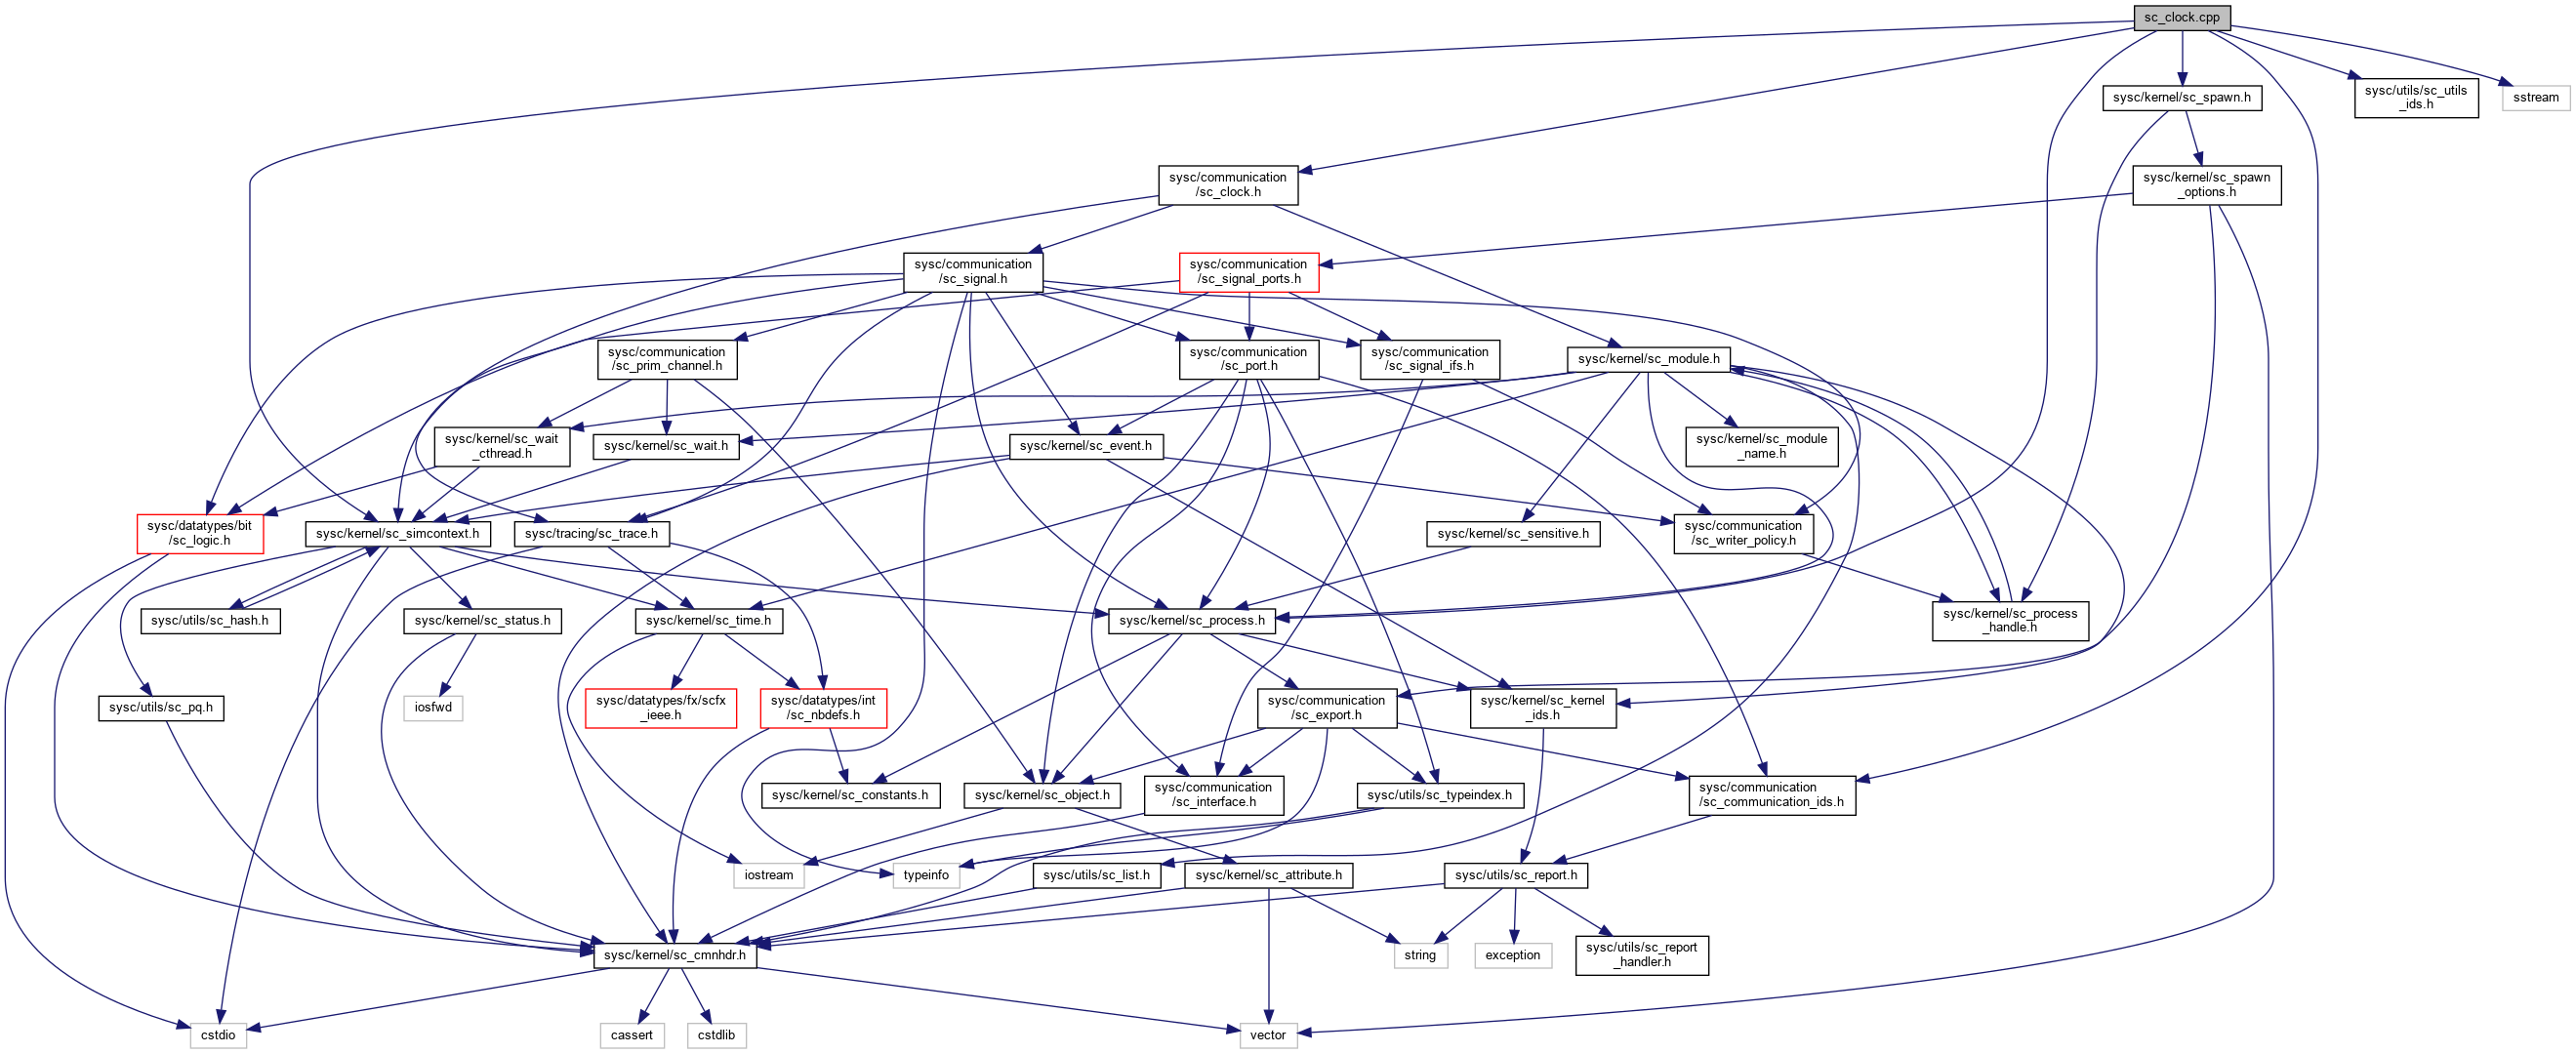 sc_clock.cpp
sysc/kernel/sc_spawn.h
sysc/utils/sc_utils
_ids.h
sstream
sysc/communication
/sc_clock.h
sysc/kernel/sc_spawn
_options.h
sysc/communication
/sc_signal.h
sysc/communication
/sc_signal_ports.h
sysc/communication
/sc_prim_channel.h
sysc/communication
/sc_port.h
sysc/communication
/sc_signal_ifs.h
sysc/kernel/sc_module.h
sysc/kernel/sc_wait
_cthread.h
sysc/kernel/sc_wait.h
sysc/kernel/sc_event.h
sysc/kernel/sc_module
_name.h
sysc/datatypes/bit
/sc_logic.h
sysc/kernel/sc_simcontext.h
sysc/tracing/sc_trace.h
sysc/kernel/sc_sensitive.h
sysc/communication
/sc_writer_policy.h
sysc/utils/sc_hash.h
sysc/kernel/sc_status.h
sysc/kernel/sc_time.h
sysc/kernel/sc_process.h
sysc/kernel/sc_process
_handle.h
sysc/utils/sc_pq.h
iosfwd
sysc/datatypes/fx/scfx
_ieee.h
sysc/datatypes/int
/sc_nbdefs.h
sysc/communication
/sc_export.h
sysc/kernel/sc_kernel
_ids.h
sysc/kernel/sc_constants.h
sysc/kernel/sc_object.h
sysc/communication
/sc_interface.h
sysc/utils/sc_typeindex.h
sysc/communication
/sc_communication_ids.h
iostream
typeinfo
sysc/utils/sc_list.h
sysc/kernel/sc_attribute.h
sysc/utils/sc_report.h
sysc/kernel/sc_cmnhdr.h
string
exception
sysc/utils/sc_report
_handler.h
cstdio
cassert
cstdlib
vector